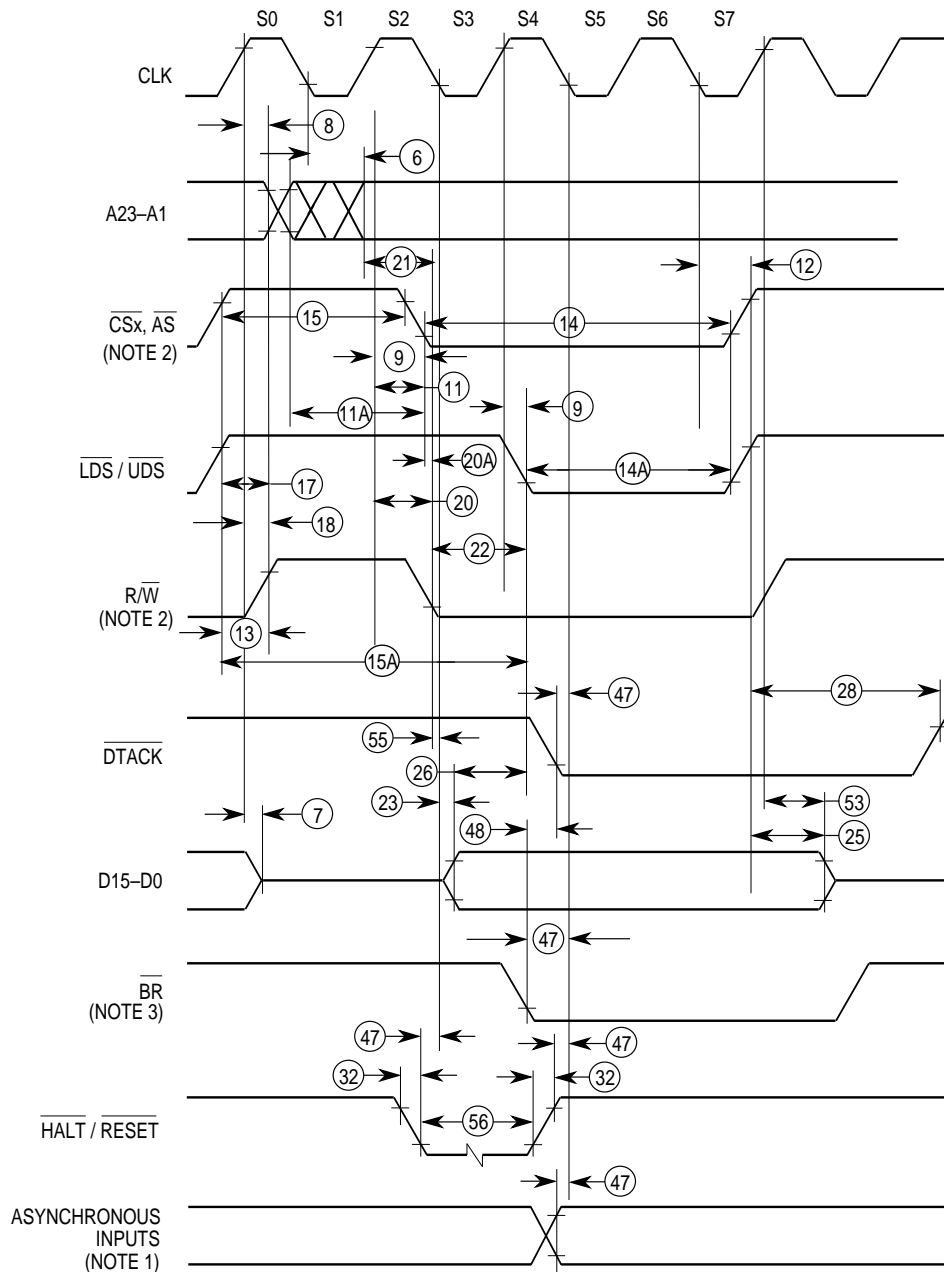 S0 S1 S2 S3 S4 S5 S6 S7
CLK
8
6
A23–A1
21
12
CSx, AS
(NOTE 2)
15
14
9
11
9
11A
LDS / UDS
20A
14A
17
20
18
22
R/W
(NOTE 2)
13
15A
47
28
DTACK
55
26
23
53
7
48
25
D15–D0
47
BR
(NOTE 3)
47
47
32
32
HALT / RESET
56
47
ASYNCHRONOUS
INPUTS
(NOTE 1)